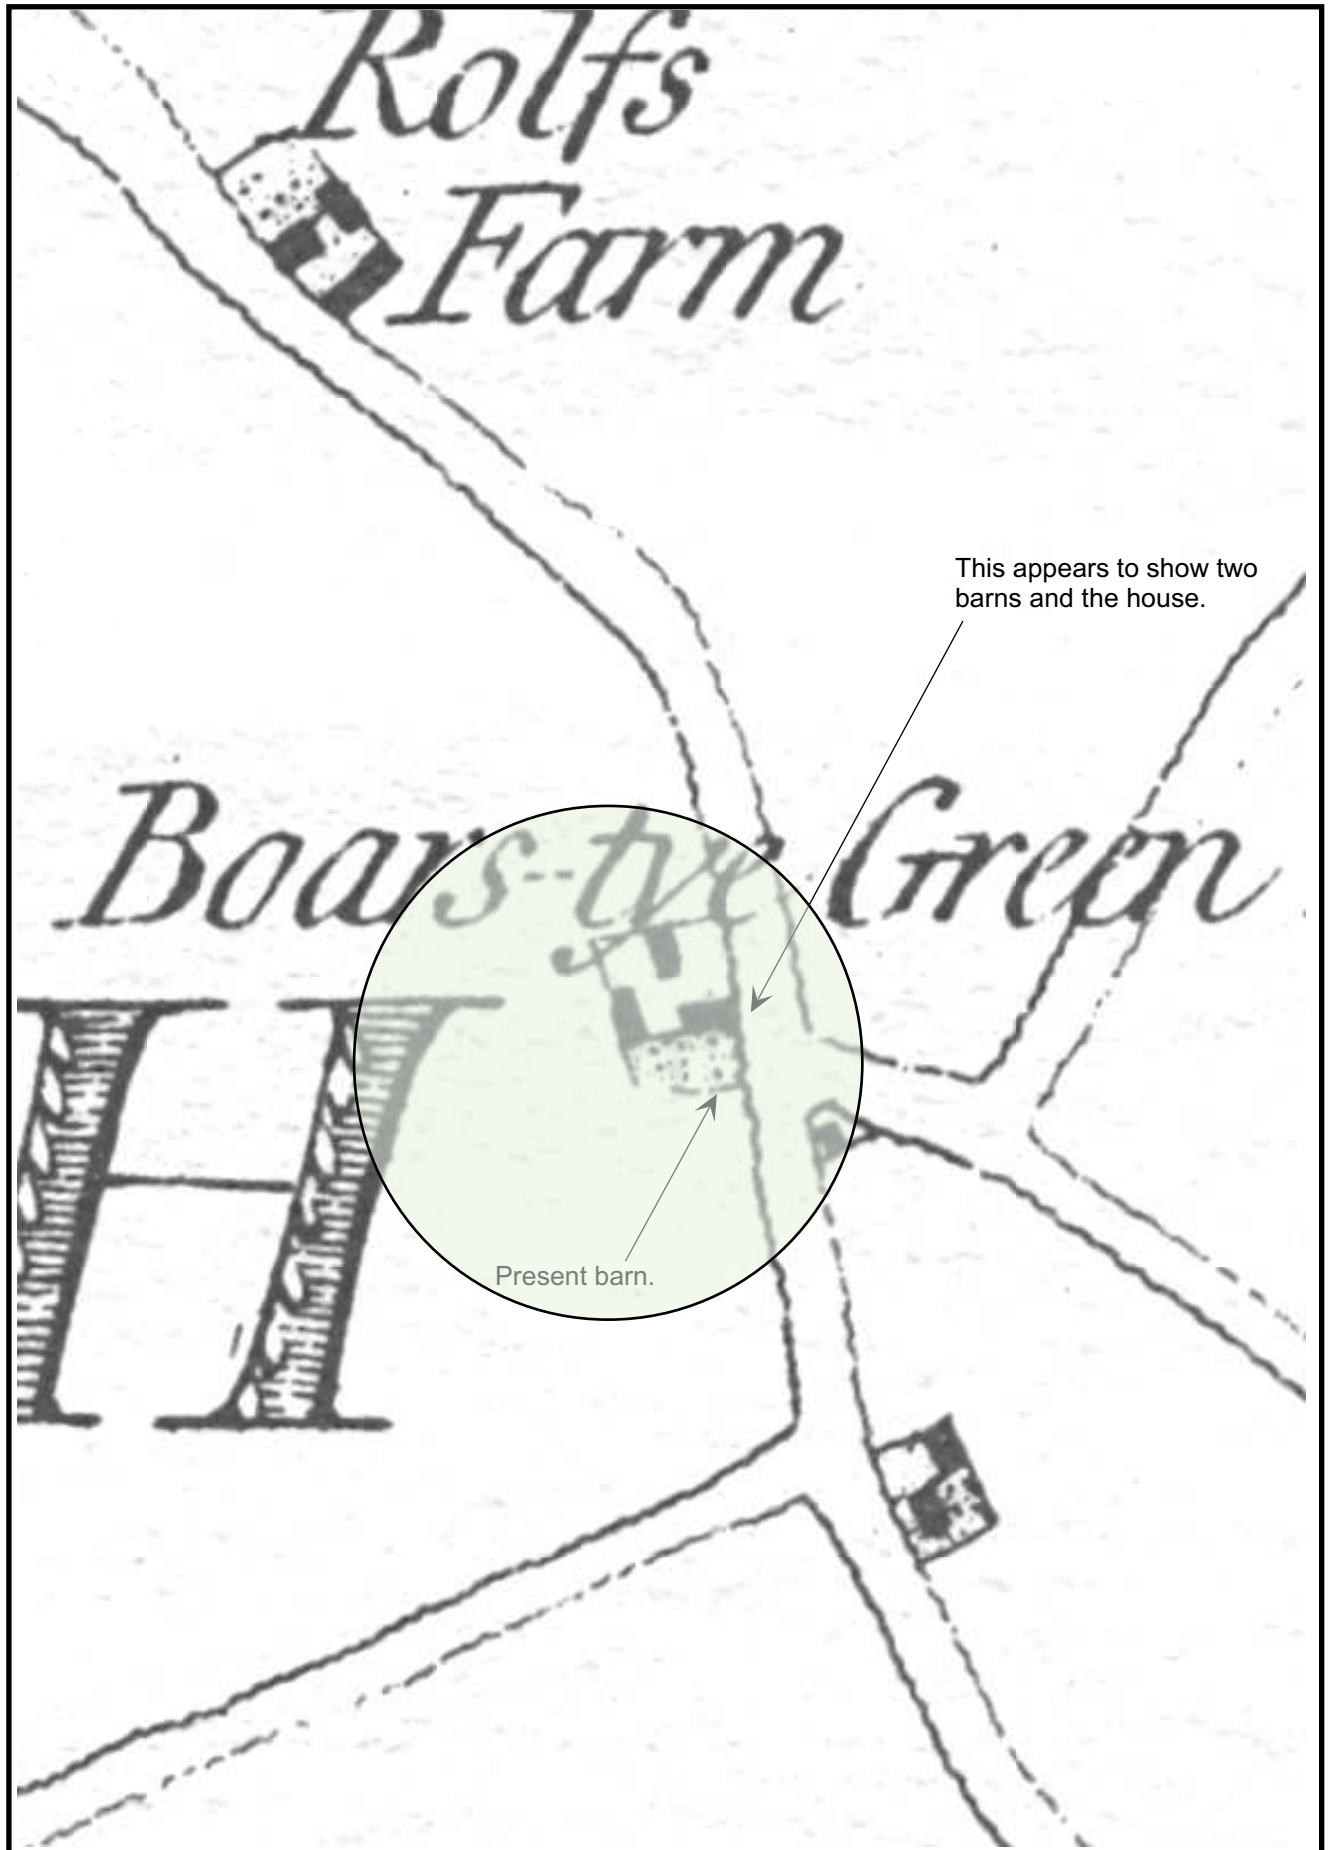 Rolfs
Farm
This appears to show two
barns and the house.
Boars-tye Green
H
Present barn.